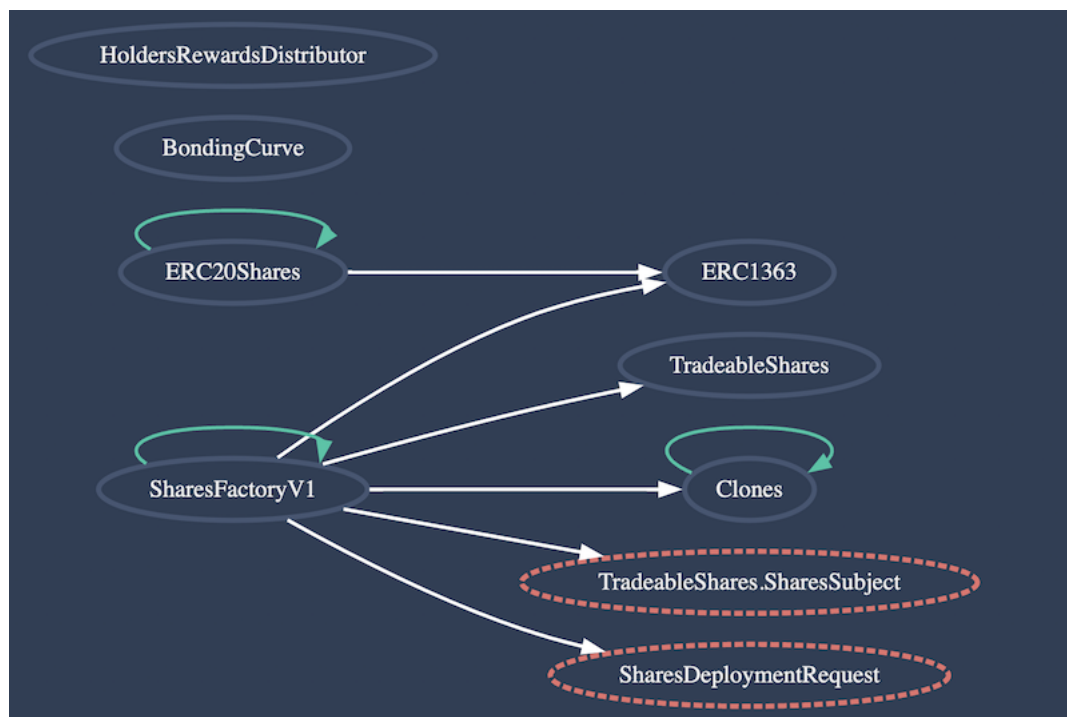 HoldersRewardsDistributor
BondingCurve
ERC20Shares
ERC1363
TradeableShares
SharesFactoryV1
Clones
TradeableShares.SharesSubject
SharesDeploymentRequest